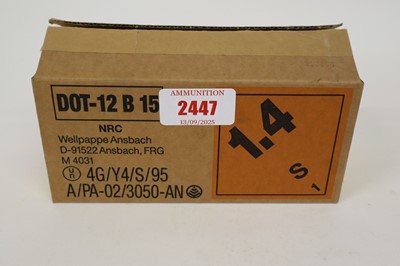 DOT-12 B 15
AMMUNITION
2447
13/09/2025
NRC
Wellpappe Ansbach
D-91522 Ansbach, FRG
M 4031
u n 4G/Y4/S/95
A/PA-02/3050-AN
1.4
S
1